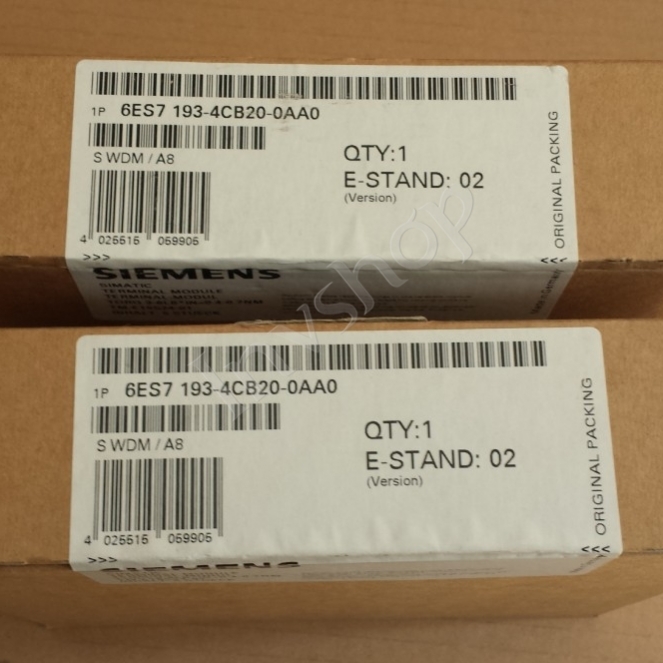 1P 6ES7 193-4CB20-0AA0
S WDM / A8
QTY:1
E-STAND: 02
(Version)
4 025515 059905
>>> ORIGINAL PACKING >>>
SIEMENS
SIMATIC
TERMINAL MODULE
TERMINAL MODUL
1P 6ES7 193-4CB20-0AA0
S WDM / A8
QTY:1
E-STAND: 02
(Version)
4 025515 059905
>>> ORIGINAL PACKING >>>
SIEMENS